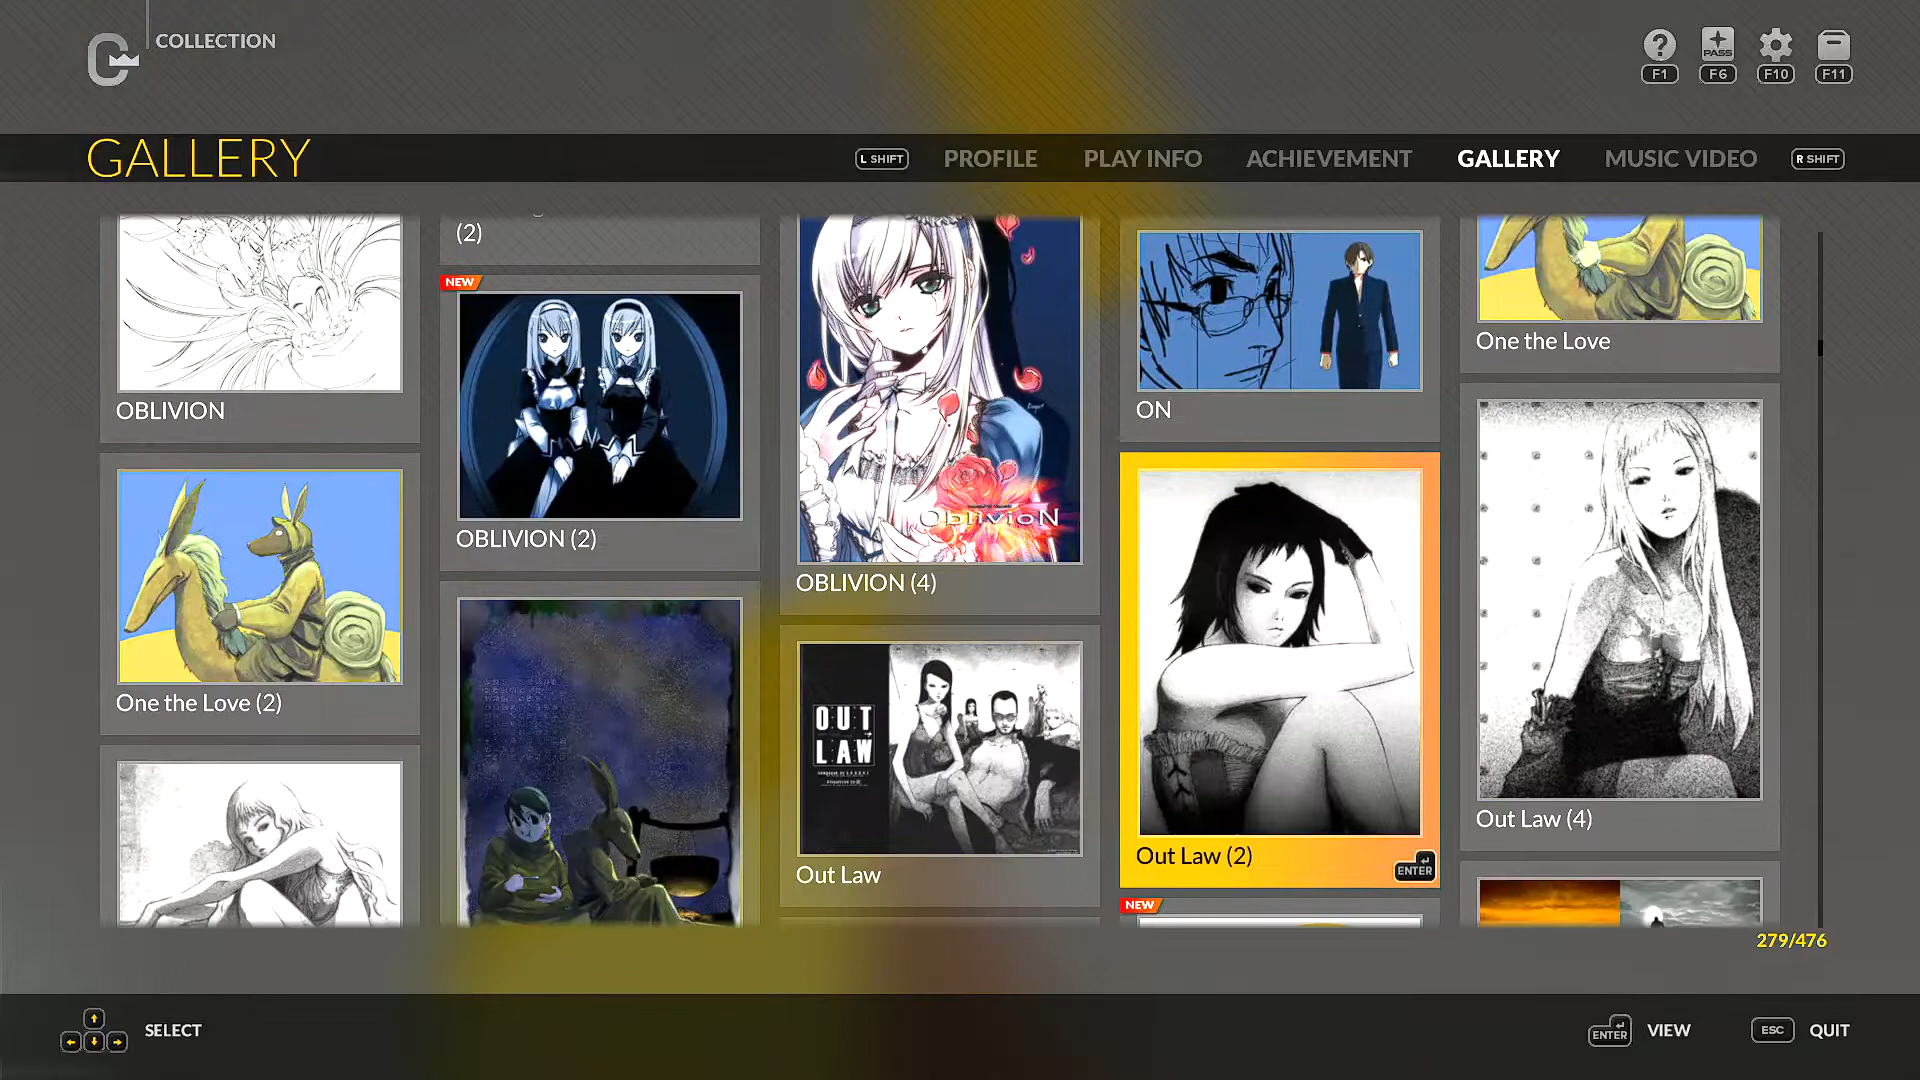 COLLECTION
F1
PASS
F6
F10
F11
GALLERY
L SHIFT
PROFILE
PLAY INFO
ACHIEVEMENT
GALLERY
MUSIC VIDEO
R SHIFT
OBLIVION
One the Love (2)
(2)
NEW
OBLIVION (2)
OblivioN
OBLIVION (4)
OUT
LAW
Out Law
ON
Out Law (2)
ENTER
NEW
One the Love
Out Law (4)
279/476
SELECT
ENTER
VIEW
ESC
QUIT